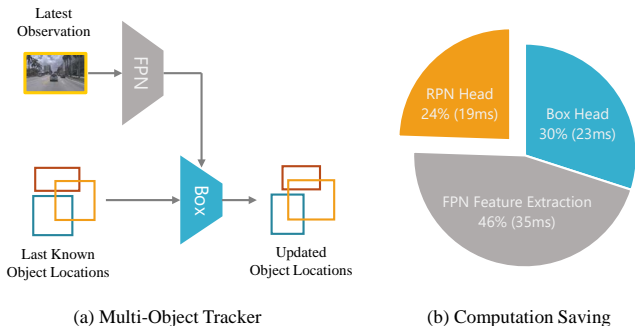 Latest
Observation
FPN
Box
Last Known
Object Locations
Updated
Object Locations
(a) Multi-Object Tracker
RPN Head
24% (19ms)
Box Head
30% (23ms)
FPN Feature Extraction
46% (35ms)
(b) Computation Saving